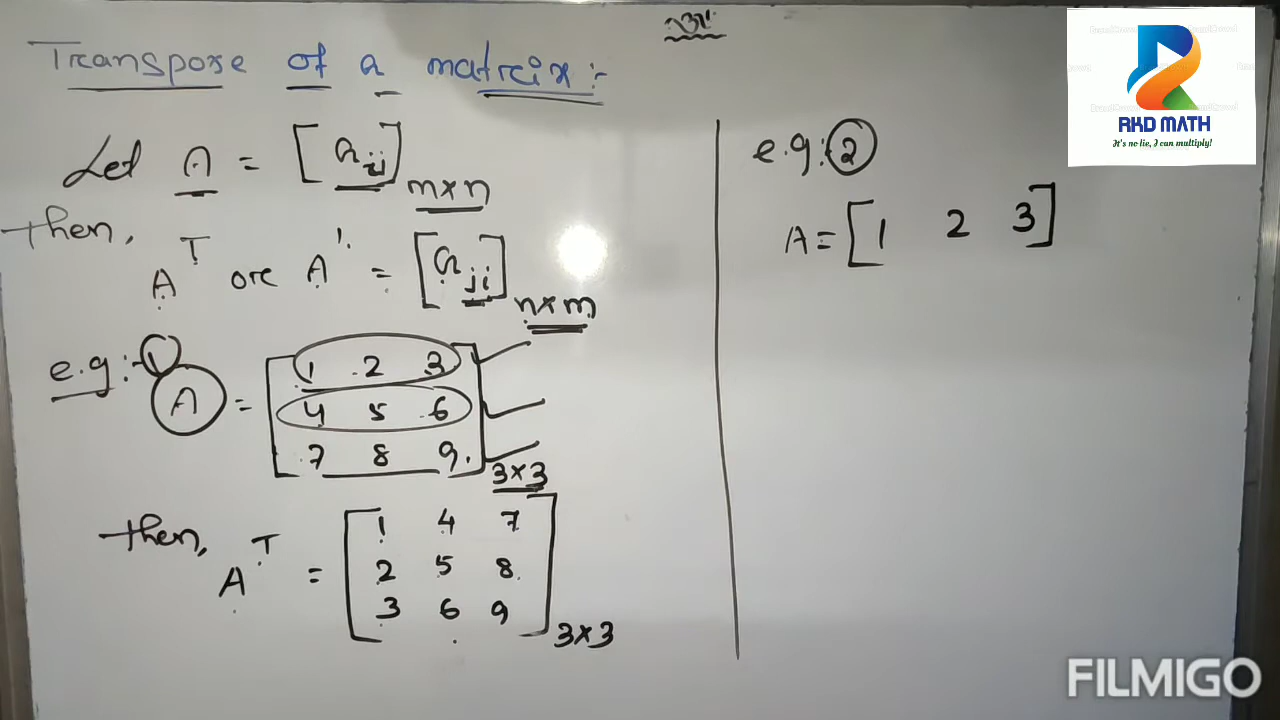 Transpose of a matrix :-
Let A = [aij] m×n
then, A^T or A' = [aji] n×m
e.g:- 1
A = [1 2 3
4 5 6
7 8 9] 3×3
then, A^T = [1 4 7
2 5 8
3 6 9] 3×3
e.g: 2
A = [1 2 3]
RKD MATH
It's no lie, I can multiply!
FILMIGO